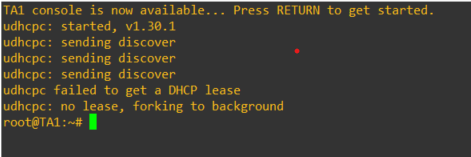 TA1 console is now available... Press RETURN to get started.
udhcpc: started, v1.30.1
udhcpc: sending discover
udhcpc: sending discover
udhcpc: sending discover
udhcpc failed to get a DHCP lease
udhcpc: no lease, forking to background
root@TA1:~#